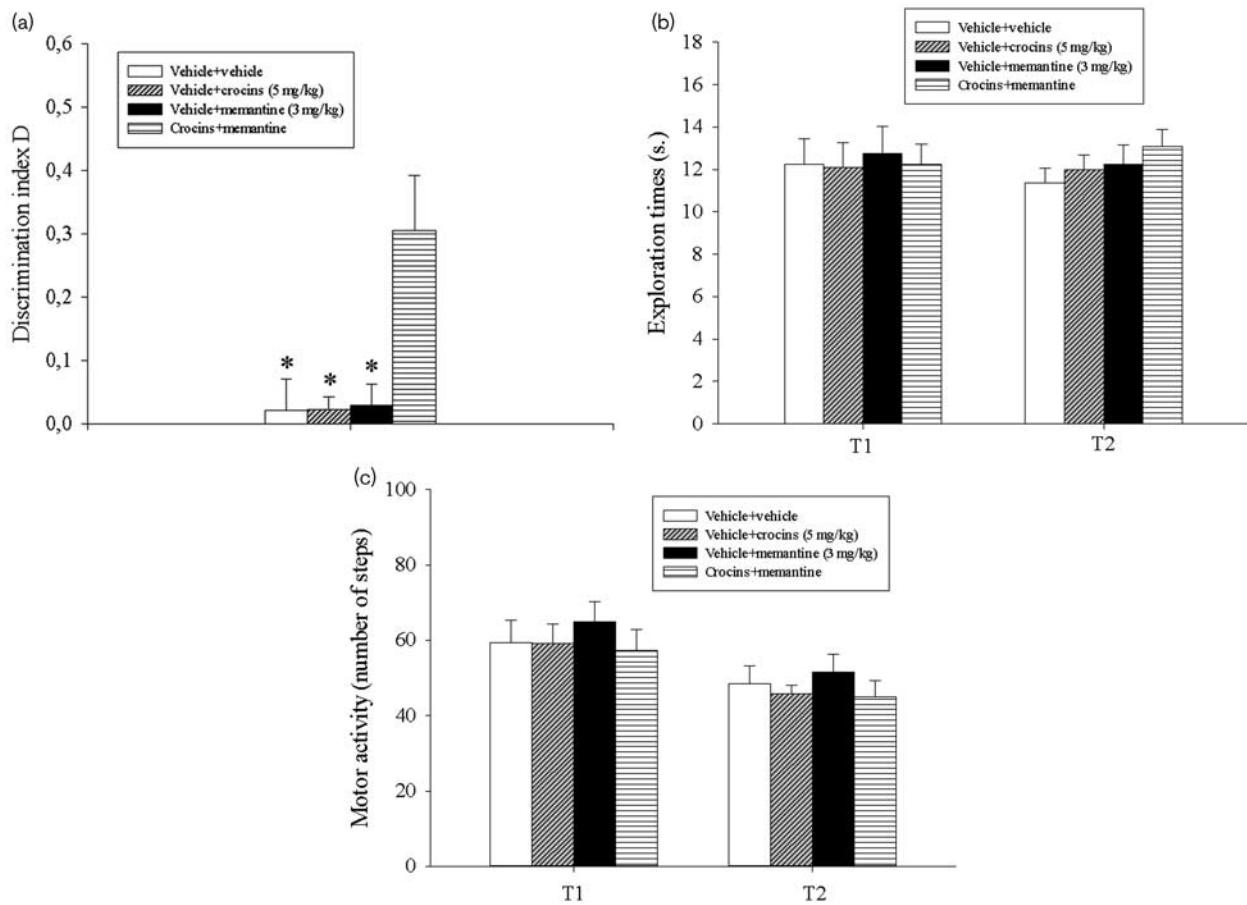 (a)
0,6
0,5
0,4
0,3
0,2
0,1
0,0
Discrimination index D
Vehicle+vehicle
Vehicle+crocins (5 mg/kg)
Vehicle+memantine (3 mg/kg)
Crocins+memantine
* * *
(b)
18
16
14
12
10
8
6
4
2
0
Exploration times (s.)
Vehicle+vehicle
Vehicle+crocins (5 mg/kg)
Vehicle+memantine (3 mg/kg)
Crocins+memantine
T1 T2
(c)
100
80
60
40
20
0
Motor activity (number of steps)
Vehicle+vehicle
Vehicle+crocins (5 mg/kg)
Vehicle+memantine (3 mg/kg)
Crocins+memantine
T1 T2